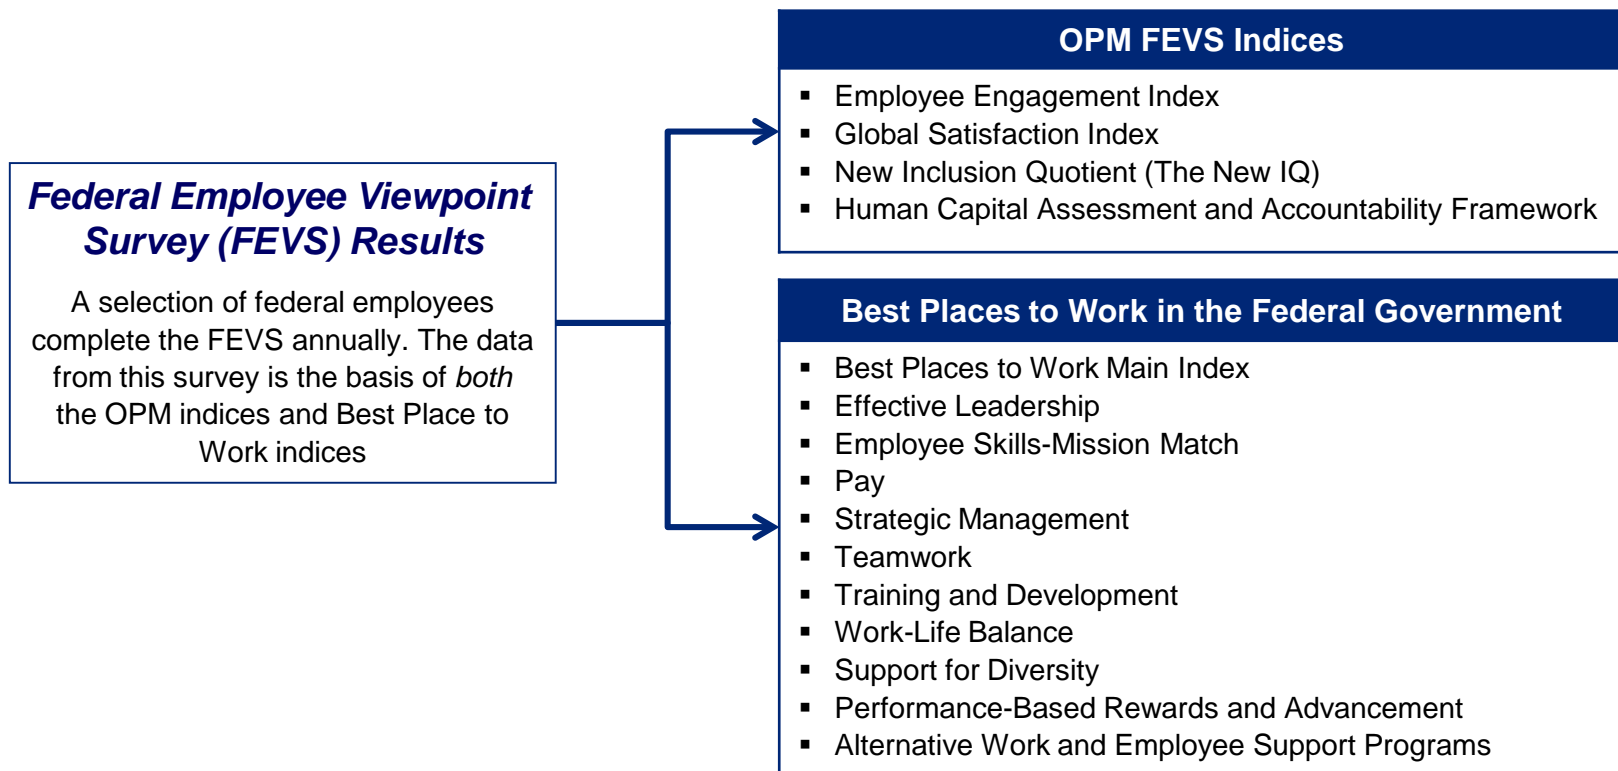 Federal Employee Viewpoint
Survey (FEVS) Results
A selection of federal employees
complete the FEVS annually. The data
from this survey is the basis of both
the OPM indices and Best Place to
Work indices
OPM FEVS Indices
▪ Employee Engagement Index
▪ Global Satisfaction Index
▪ New Inclusion Quotient (The New IQ)
▪ Human Capital Assessment and Accountability Framework
Best Places to Work in the Federal Government
▪ Best Places to Work Main Index
▪ Effective Leadership
▪ Employee Skills-Mission Match
▪ Pay
▪ Strategic Management
▪ Teamwork
▪ Training and Development
▪ Work-Life Balance
▪ Support for Diversity
▪ Performance-Based Rewards and Advancement
▪ Alternative Work and Employee Support Programs